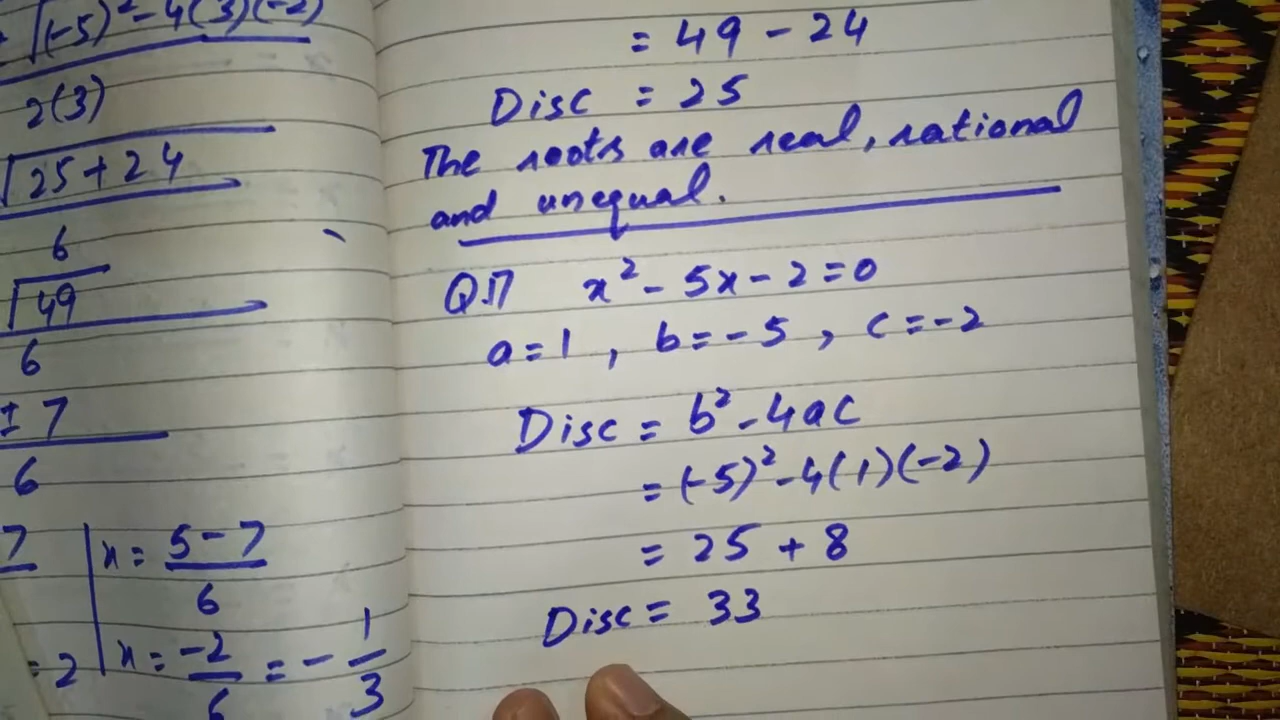 √(-5)² - 4(3)(-2)
2(3)
√25 + 24
6
√49
6
± 7
6
7
x = 5 - 7
6
= 2
x = -2/6 = - 1/3
= 49 - 24
Disc = 25
The roots are real, rational
and unequal.
x² - 5x - 2 = 0
a = 1 , b = -5 , c = -2
Disc = b² - 4ac
= (-5)² - 4(1)(-2)
= 25 + 8
Disc = 33